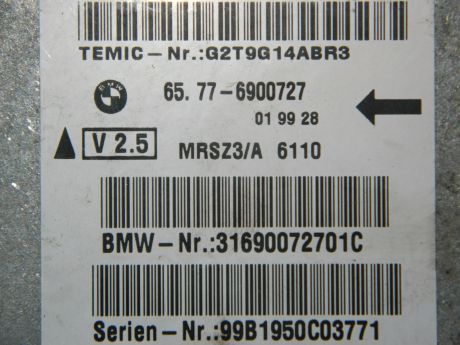 TEMIC-Nr.:G2T9G14ABR3
BMW
65.77-6900727
01 99 28
V 2.5
MRSZ3/A 6110
BMW-Nr.:31690072701C
Serien-Nr.:99B1950C03771